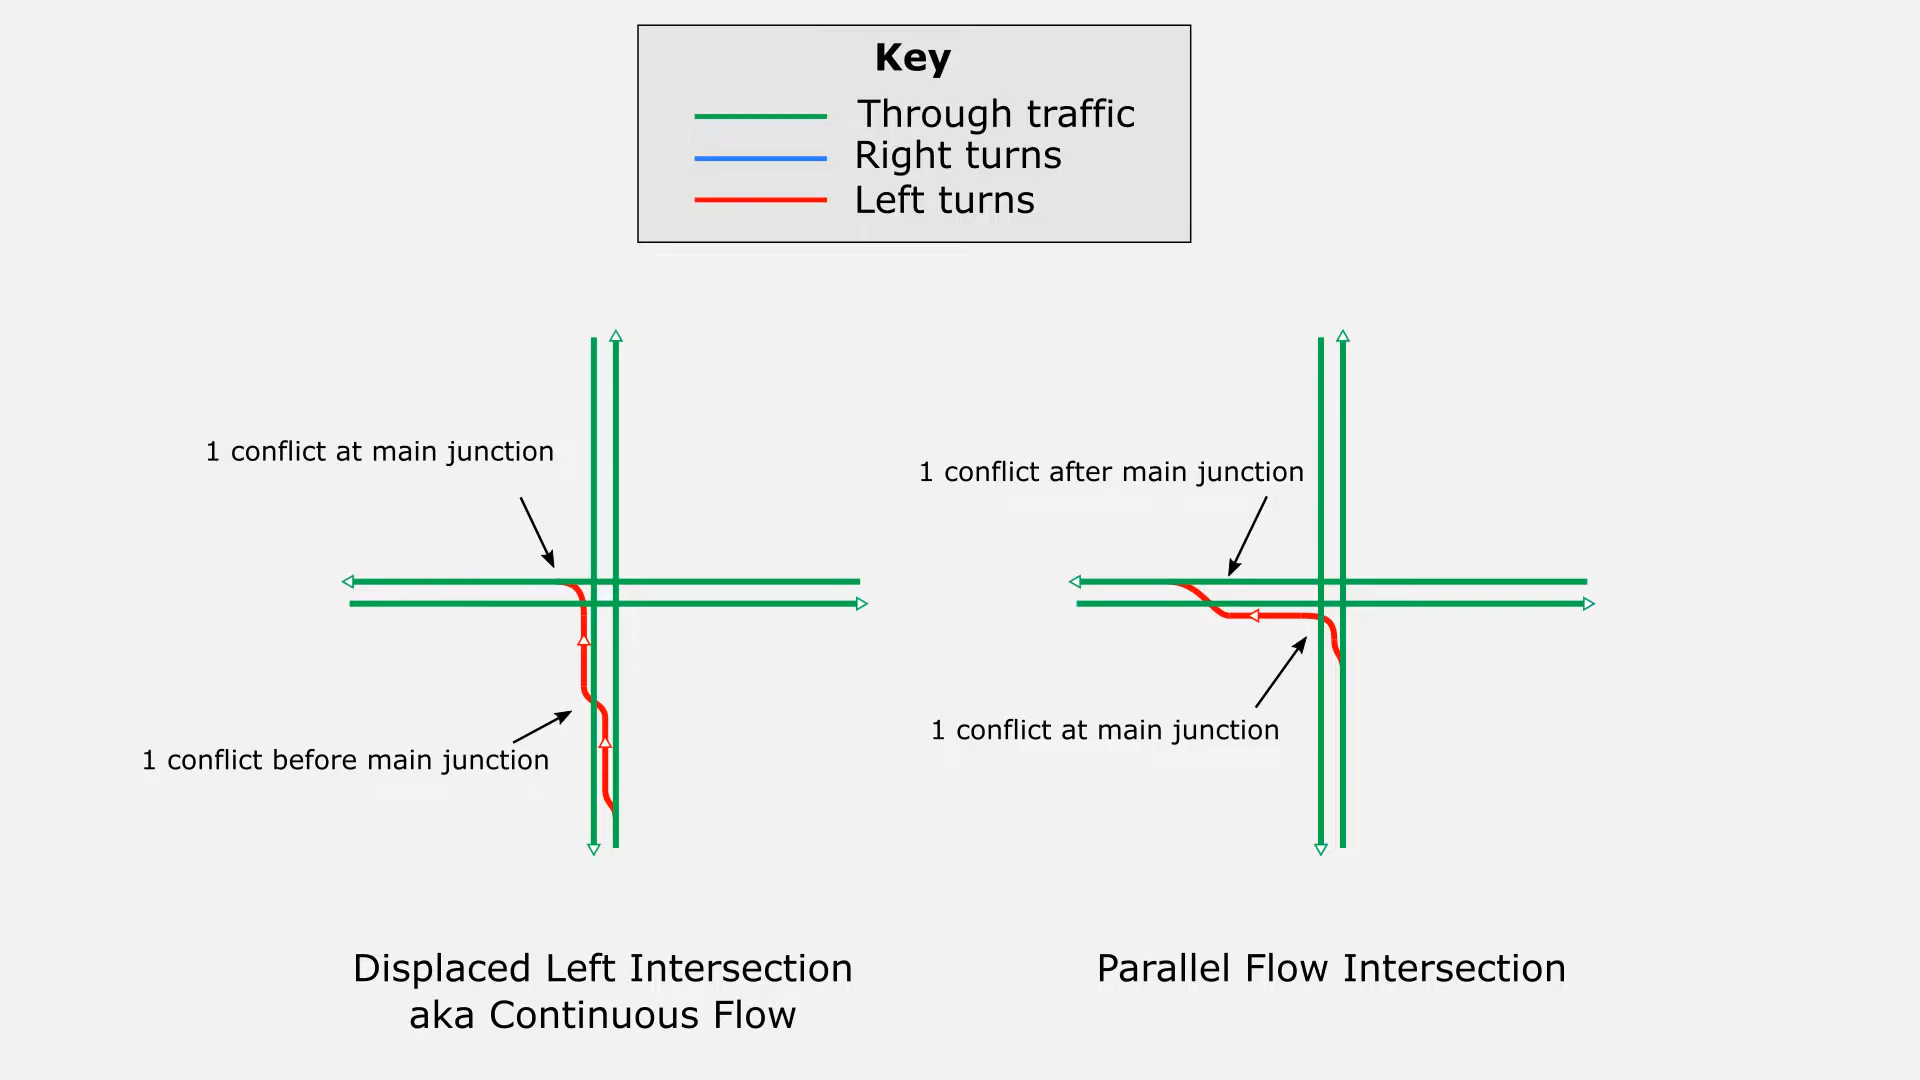 Key
Through traffic
Right turns
Left turns
1 conflict at main junction
1 conflict before main junction
1 conflict after main junction
1 conflict at main junction
Displaced Left Intersection
aka Continuous Flow
Parallel Flow Intersection